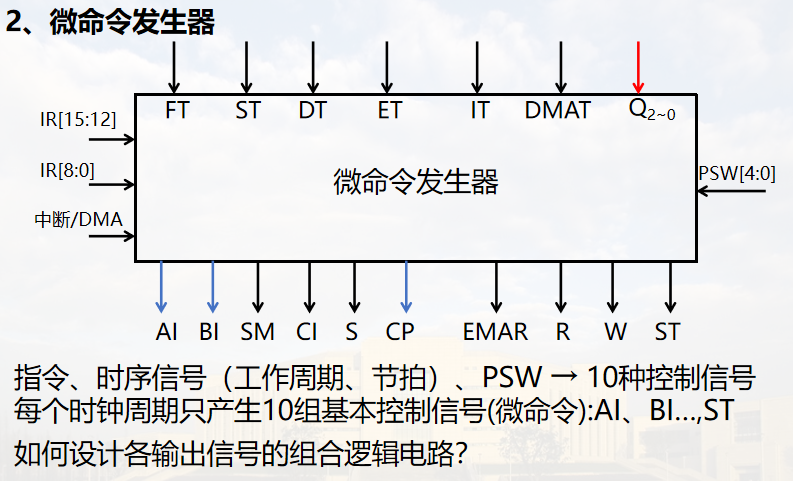 2、微命令发生器
FT ST DT ET IT DMAT Q2~0
IR[15:12]
IR[8:0]
中断/DMA
微命令发生器
PSW[4:0]
AI BI SM CI S CP EMAR R W ST
指令、时序信号（工作周期、节拍）、PSW → 10种控制信号
每个时钟周期只产生10组基本控制信号(微命令):AI、BI...,ST
如何设计各输出信号的组合逻辑电路？